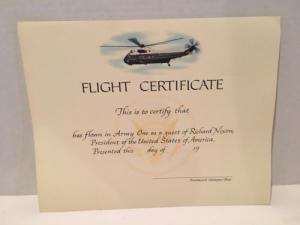 FLIGHT CERTIFICATE
This is to certify that
has flown in Army One as a guest of Richard Nixon,
President of the United States of America.
Presented this day of 19